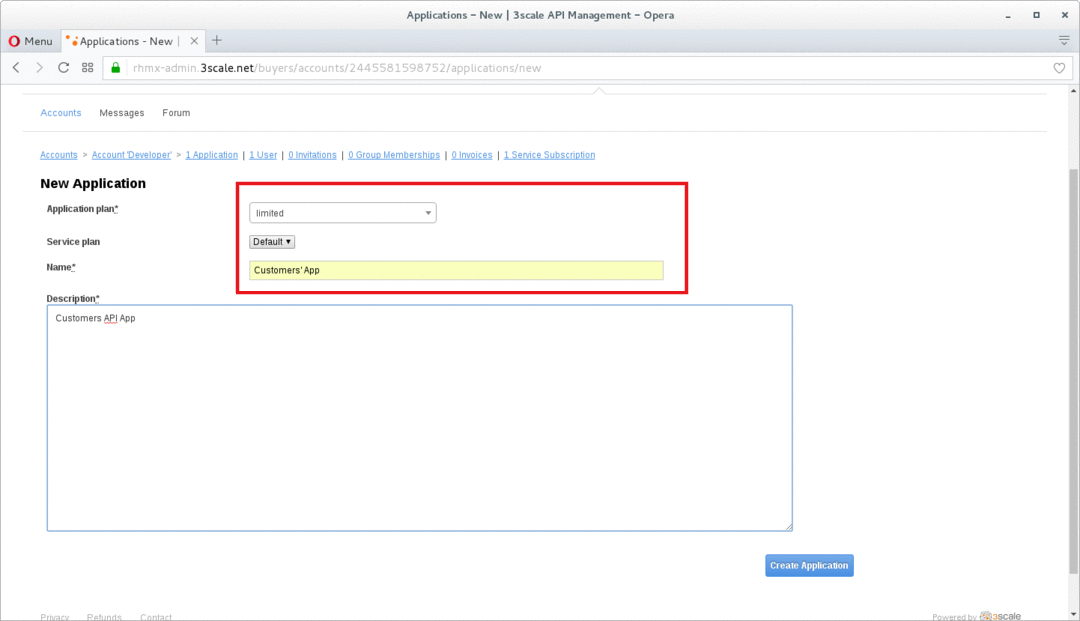 Applications - New | 3scale API Management - Opera
Menu
Applications - New |
rhmx-admin.3scale.net/buyers/accounts/2445581598752/applications/new
Accounts Messages Forum
Accounts > Account 'Developer' > 1 Application | 1 User | 0 Invitations | 0 Group Memberships | 0 Invoices | 1 Service Subscription
New Application
Application plan*
limited
Service plan
Default
Name*
Customers' App
Description*
Customers API App
Create Application
Privacy Refunds Contact
Powered by 3scale